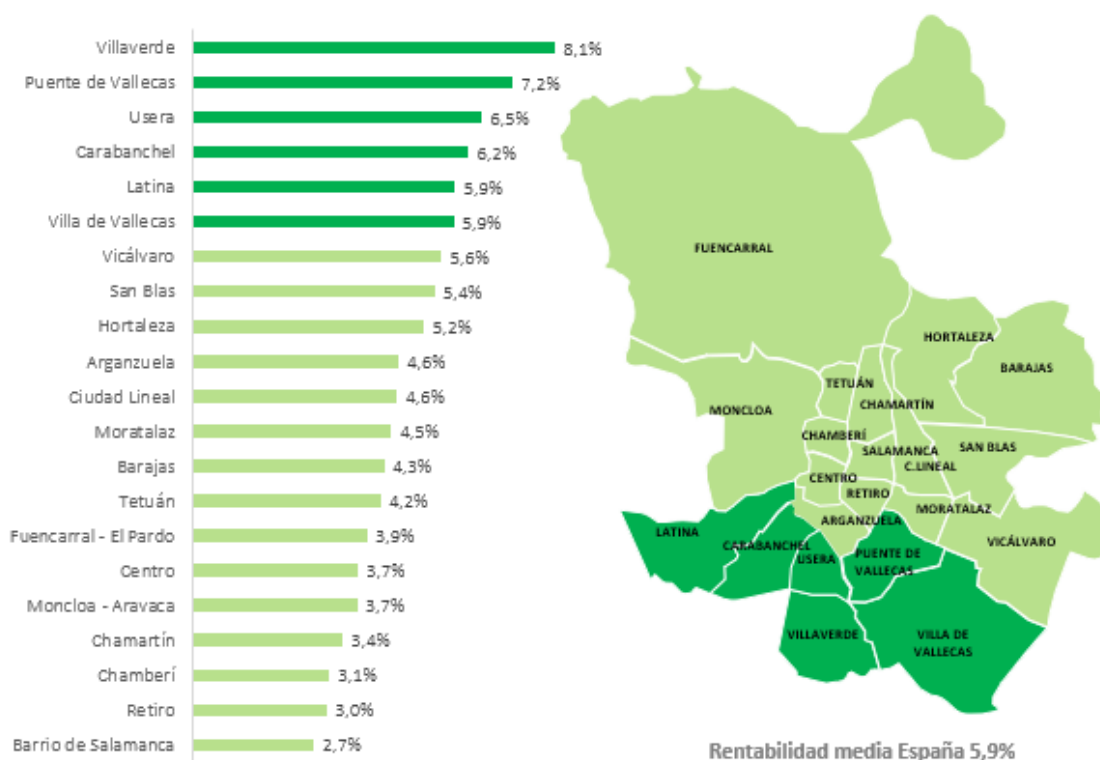 Villaverde 8,1%
Puente de Vallecas 7,2%
Usera 6,5%
Carabanchel 6,2%
Latina 5,9%
Villa de Vallecas 5,9%
Vicálvaro 5,6%
San Blas 5,4%
Hortaleza 5,2%
Arganzuela 4,6%
Ciudad Lineal 4,6%
Moratalaz 4,5%
Barajas 4,3%
Tetuán 4,2%
Fuencarral - El Pardo 3,9%
Centro 3,7%
Moncloa - Aravaca 3,7%
Chamartín 3,4%
Chamberí 3,1%
Retiro 3,0%
Barrio de Salamanca 2,7%
FUENCARRAL
HORTALEZA
BARAJAS
TETUÁN
CHAMARTÍN
MONCLOA
CHAMBERÍ
SALAMANCA
SAN BLAS
C.LINEAL
CENTRO
RETIRO
MORATALAZ
ARGANZUELA
LATINA
CARABANCHEL
USERA
PUENTE DE
VALLECAS
VICÁLVARO
VILLAVERDE
VILLA DE
VALLECAS
Rentabilidad media España 5,9%